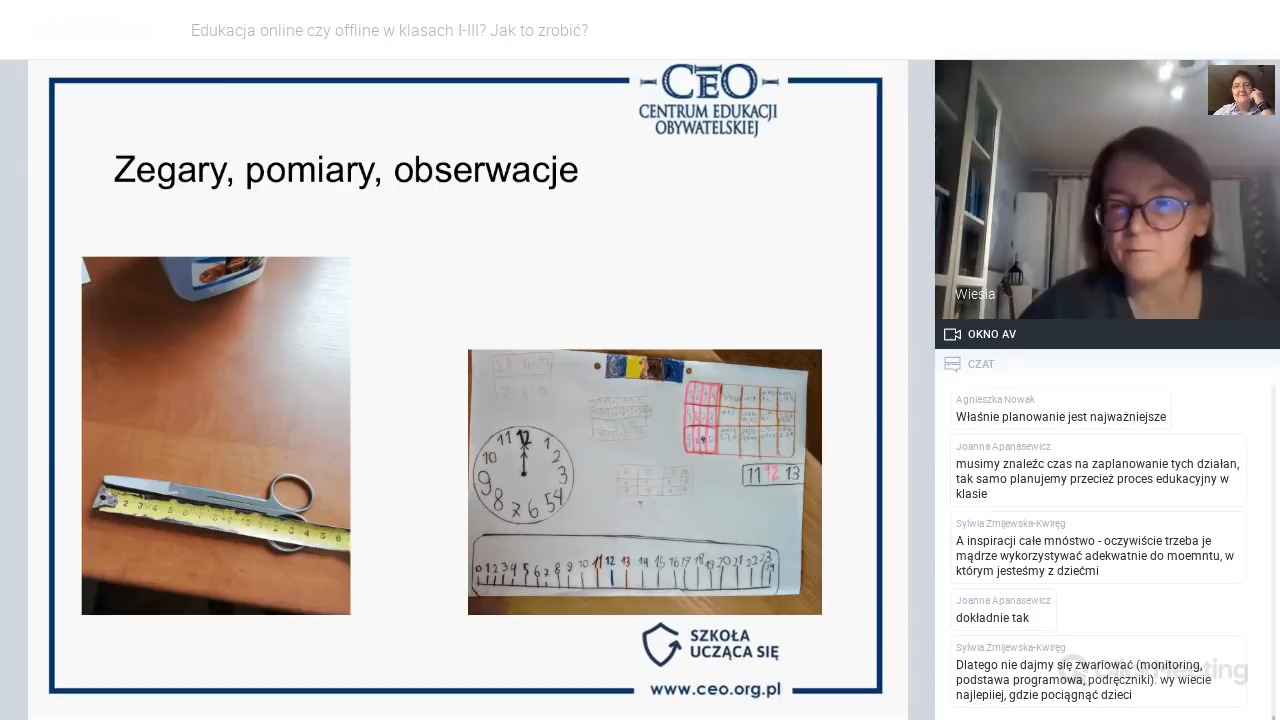 Edukacja online czy offline w klasach I-III? Jak to zrobić?
CEO
CENTRUM EDUKACJI
OBYWATELSKIEJ
Zegary, pomiary, obserwacje
11 12 1
10 2
9 3
8 4
7 6 5
11 12 13
0 1 2 3 4 5 6 7 8 9 10 11 12 13 14 15 16 17 18 19 20 21 22 23 24
SZKOŁA
UCZĄCA SIĘ
www.ceo.org.pl
Wiesia
OKNO AV
CZAT
Agnieszka Nowak
Właśnie planowanie jest najważniejsze
Joanna Apanasewicz
musimy znaleźc czas na zaplanowanie tych działan,
tak samo planujemy przecież proces edukacyjny w
klasie
Sylwia Żmijewska-Kwiręg
A inspiracji całe mnóstwo - oczywiście trzeba je
mądrze wykorzystywać adekwatnie do moemntu, w
którym jesteśmy z dziećmi
Joanna Apanasewicz
dokładnie tak
Sylwia Żmijewska-Kwiręg
Dlatego nie dajmy się zwariować (monitoring,
podstawa programowa, podręczniki). wy wiecie
najlepiiej, gdzie pociągnąć dzieci